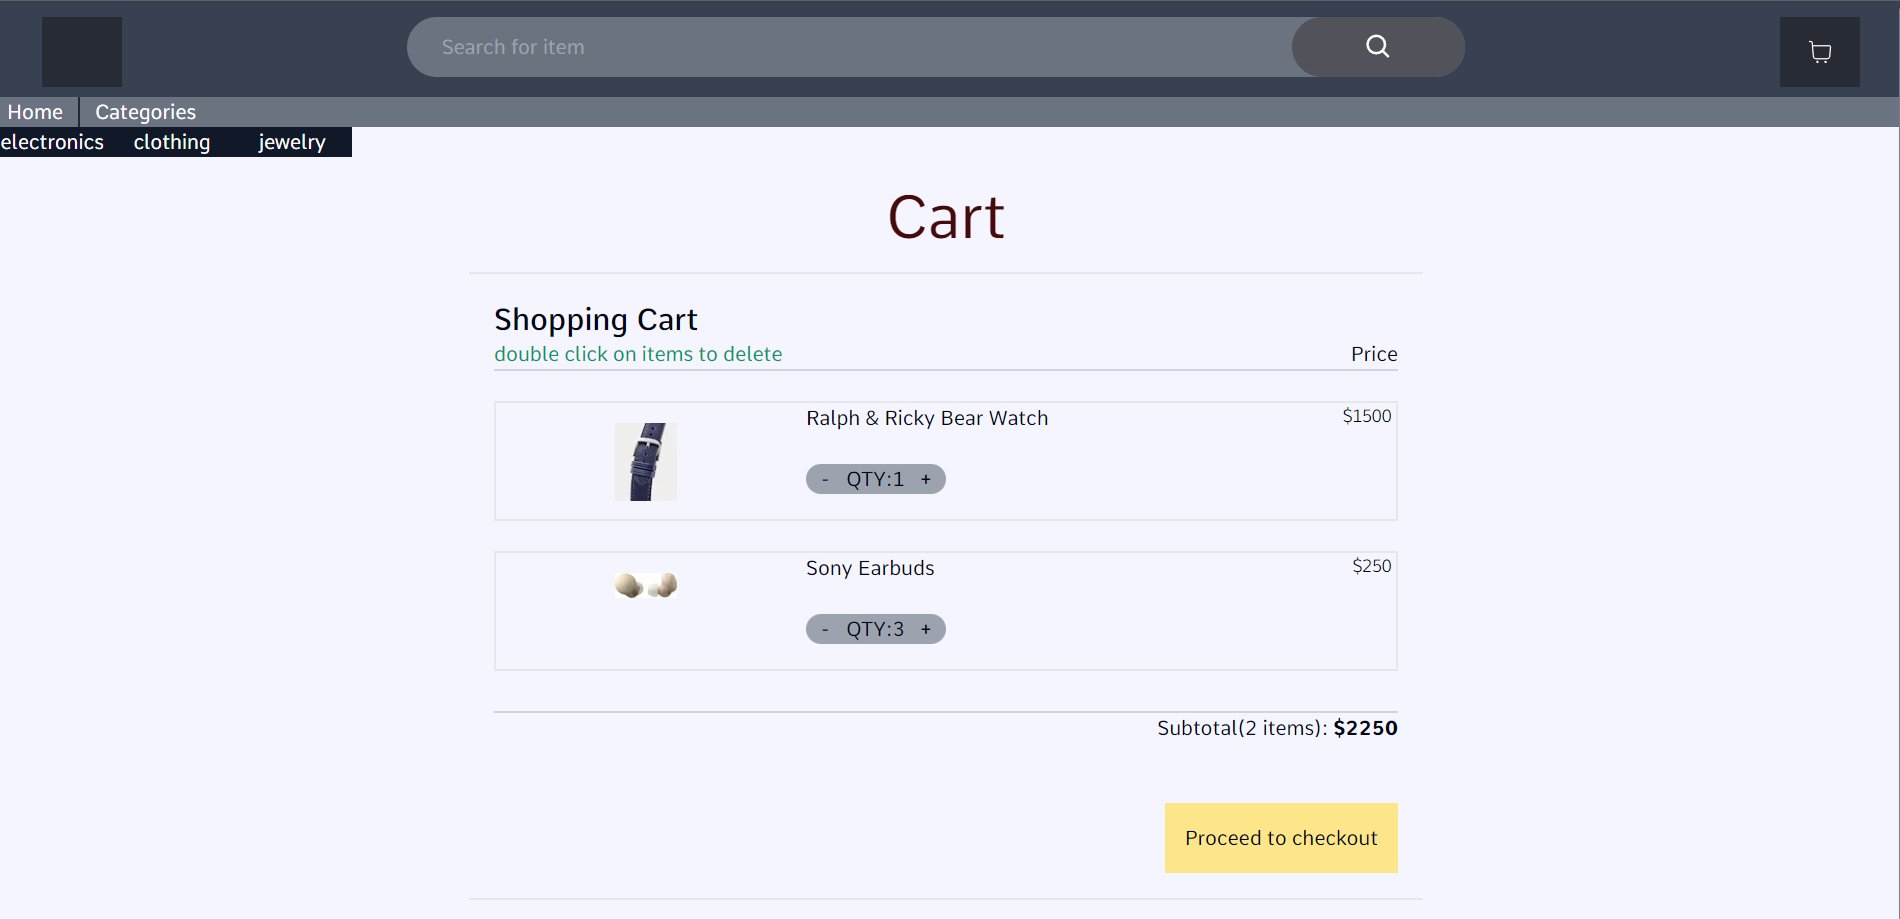 Search for item
Home Categories
electronics clothing jewelry
Cart
Shopping Cart
double click on items to delete Price
Ralph & Ricky Bear Watch $1500
- QTY:1 +
Sony Earbuds $250
- QTY:3 +
Subtotal(2 items): $2250
Proceed to checkout